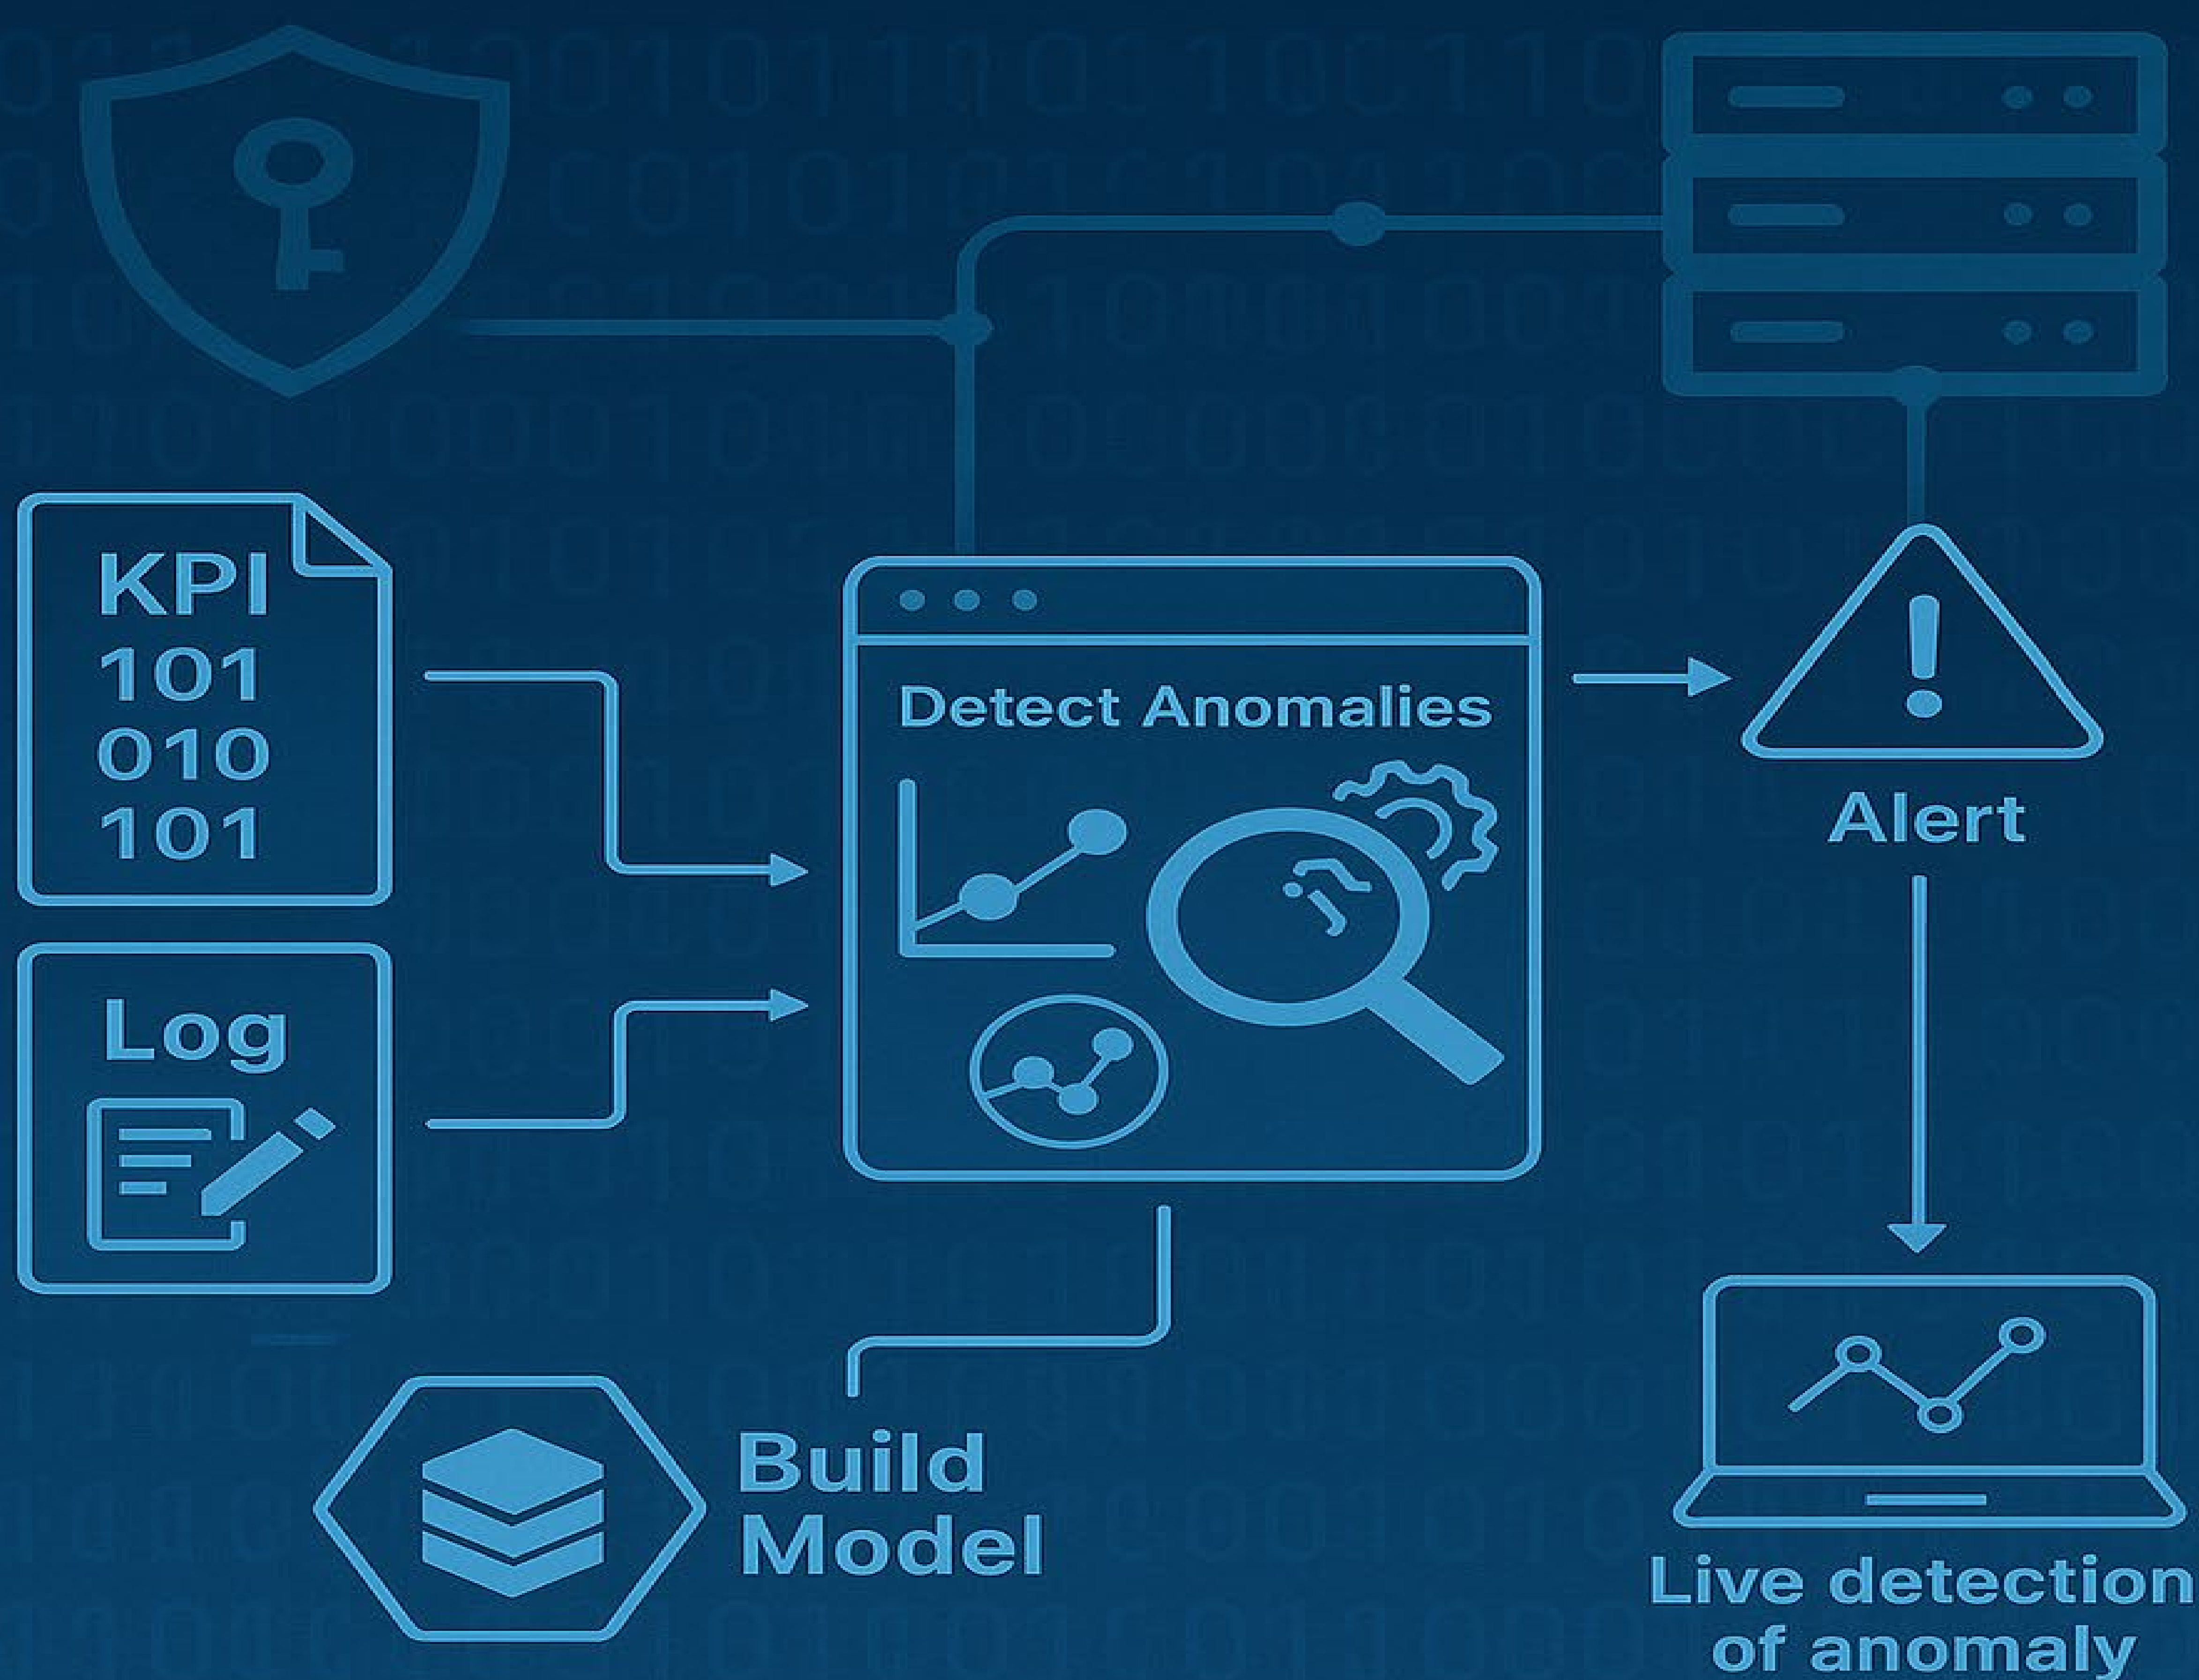 KPI
101
010
101
Log
Detect Anomalies
Alert
Build
Model
Live detection
of anomaly